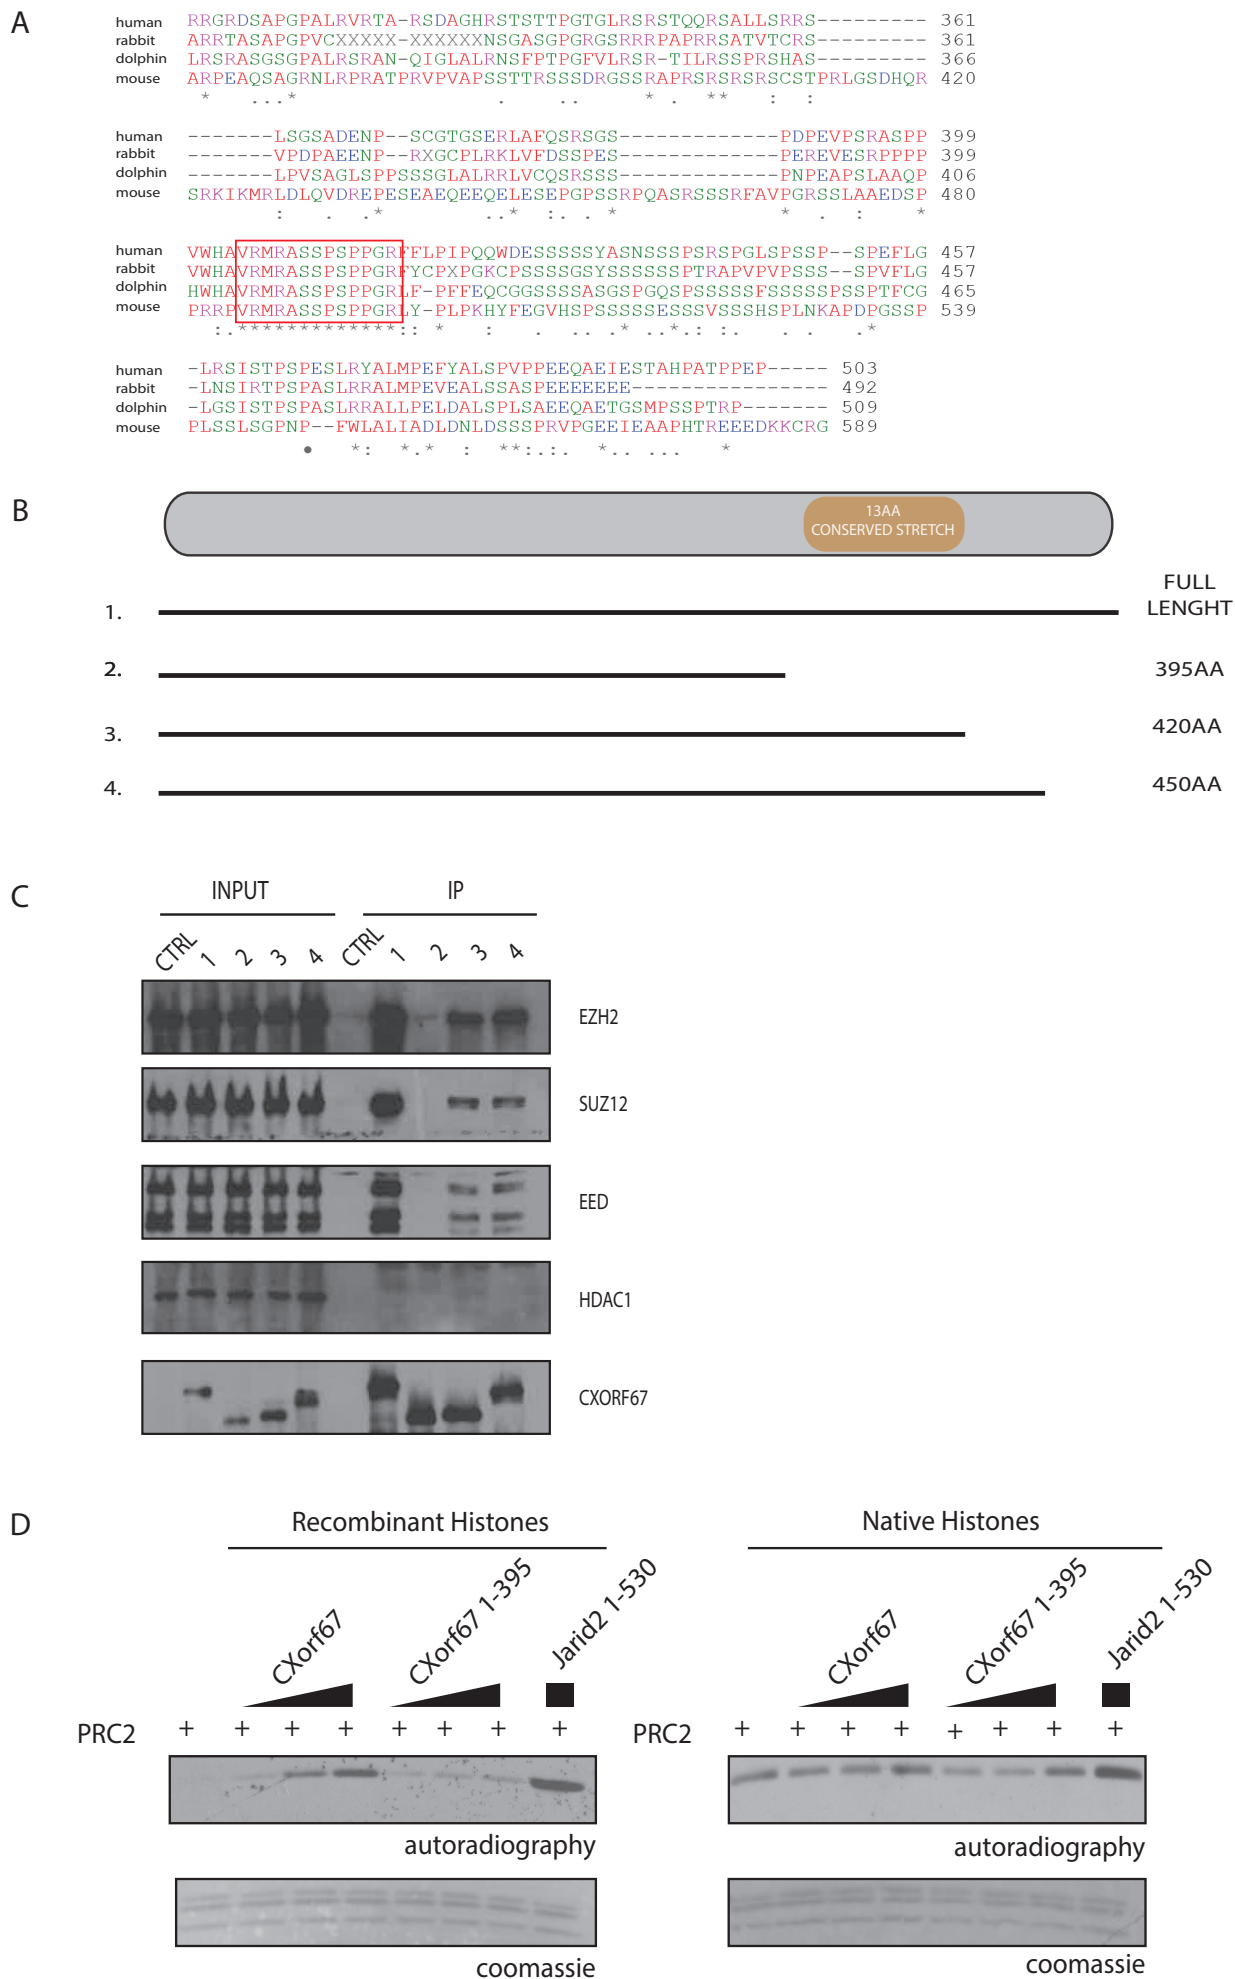 A
human RRGRDSAPGPALRVRTA-RSDAGHRSTSTTPGTGLRSRSTQQRSALLSRRS--------- 361
rabbit ARRTASAPGPVCXXXXX-XXXXXXNSGASGPGRGSRRRPAPRRSATVTCRS--------- 361
dolphin LRSRASGSGPALRSRAN-QIGLALRNSFPTPGFVLRSR-TILRSSPRSHAS--------- 366
mouse ARPEAQSAGRNLRPRATPRVPVAPSSTTRSSSDRGSSRAPRSRSRSRSCSTPRLGSDHQR 420
* ...* . .. * . ** : :
human -------LSGSADENP--SCGTGSERLAFQSRSGS-------------PDPEVPSRASPP 399
rabbit -------VPDPAEENP--RXGCPLRKLVFDSSPES-------------PEREVESRPPPP 399
dolphin -------LPVSAGLSPPSSSGLALRRLVCQSRSSS-------------PNPEAPSLAAQP 406
mouse SRKIKMRLDLQVDREPESEAEQEEQELESEPGPSSRPQASRSSSRFAVPGRSSLAAEDSP 480
: . .* ..* :. . * * . : *
human VWHAVRMRASSPSPPGRFFLPIPQQWDESSSSSYASNSSSPSRSPGLSPSSP--SPEFLG 457
rabbit VWHAVRMRASSPSPPGRFYCPXPGKCPSSSSGSYSSSSSSPTRAPVPVPSSS--SPVFLG 457
dolphin HWHAVRMRASSPSPPGRLF-PFFEQCGGSSSSASGSPGQSPSSSSSFSSSSPSSPTFCG 465
mouse PRRPVRMRASSPSPPGRLY-PLPKHYFEGVHSPSSSSSESSSVSSSHSPLNKAPDPGSSP 539
:.*************:: * : . .. * .. * . . . . *
human -LRSISTPSPESLRYALMPEFYALSPVPPEEQAEIESTAHPATPPEP----- 503
rabbit -LNSIRTPSPASLRRALMPEVEALSSASPEEEEEEE---------------- 492
dolphin -LGSISTPSPASLRRALLPELDALSPLSAEEQAETGSMPSSPTRP------- 509
mouse PLSSLSGPNP--FWLALIADLDNLDSSSPRVPGEEIEAAPHTREEEDKKCRG 589
● *: *.* : **:.:. *.. ... *
B
13AA
CONSERVED STRETCH
FULL
LENGHT
1.
2. 395AA
3. 420AA
4. 450AA
C
INPUT IP
CTRL 1 2 3 4 CTRL 1 2 3 4
EZH2
SUZ12
EED
HDAC1
CXORF67
D
Recombinant Histones Native Histones
CXorf67 CXorf67 1-395 Jarid2 1-530 CXorf67 CXorf67 1-395 Jarid2 1-530
PRC2 + + + + + + + + PRC2 + + + + + + + +
autoradiography autoradiography
coomassie coomassie